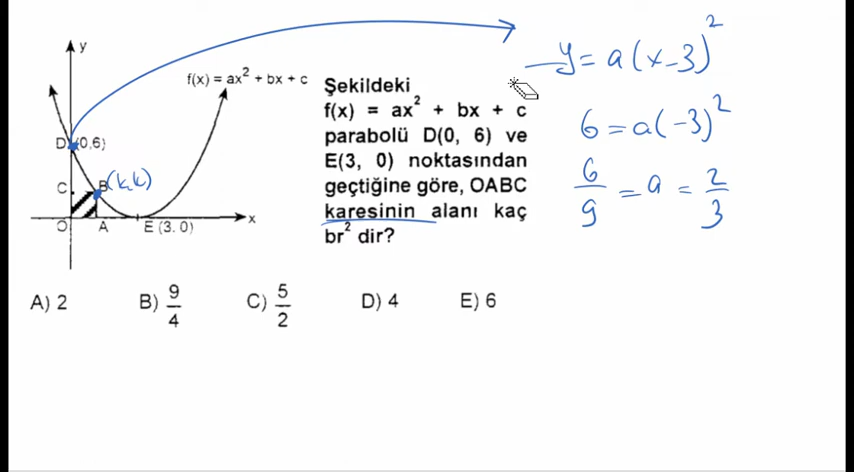 y
f(x) = ax² + bx + c
D (0,6)
C
B (k,k)
O
A
E (3.0)
x
Şekildeki
f(x) = ax² + bx + c
parabolü D(0, 6) ve
E(3, 0) noktasından
geçtiğine göre, OABC
karesinin alanı kaç
br² dir?
y = a(x-3)²
6 = a(-3)²
6/9 = a = 2/3
A) 2 B) 9/4 C) 5/2 D) 4 E) 6